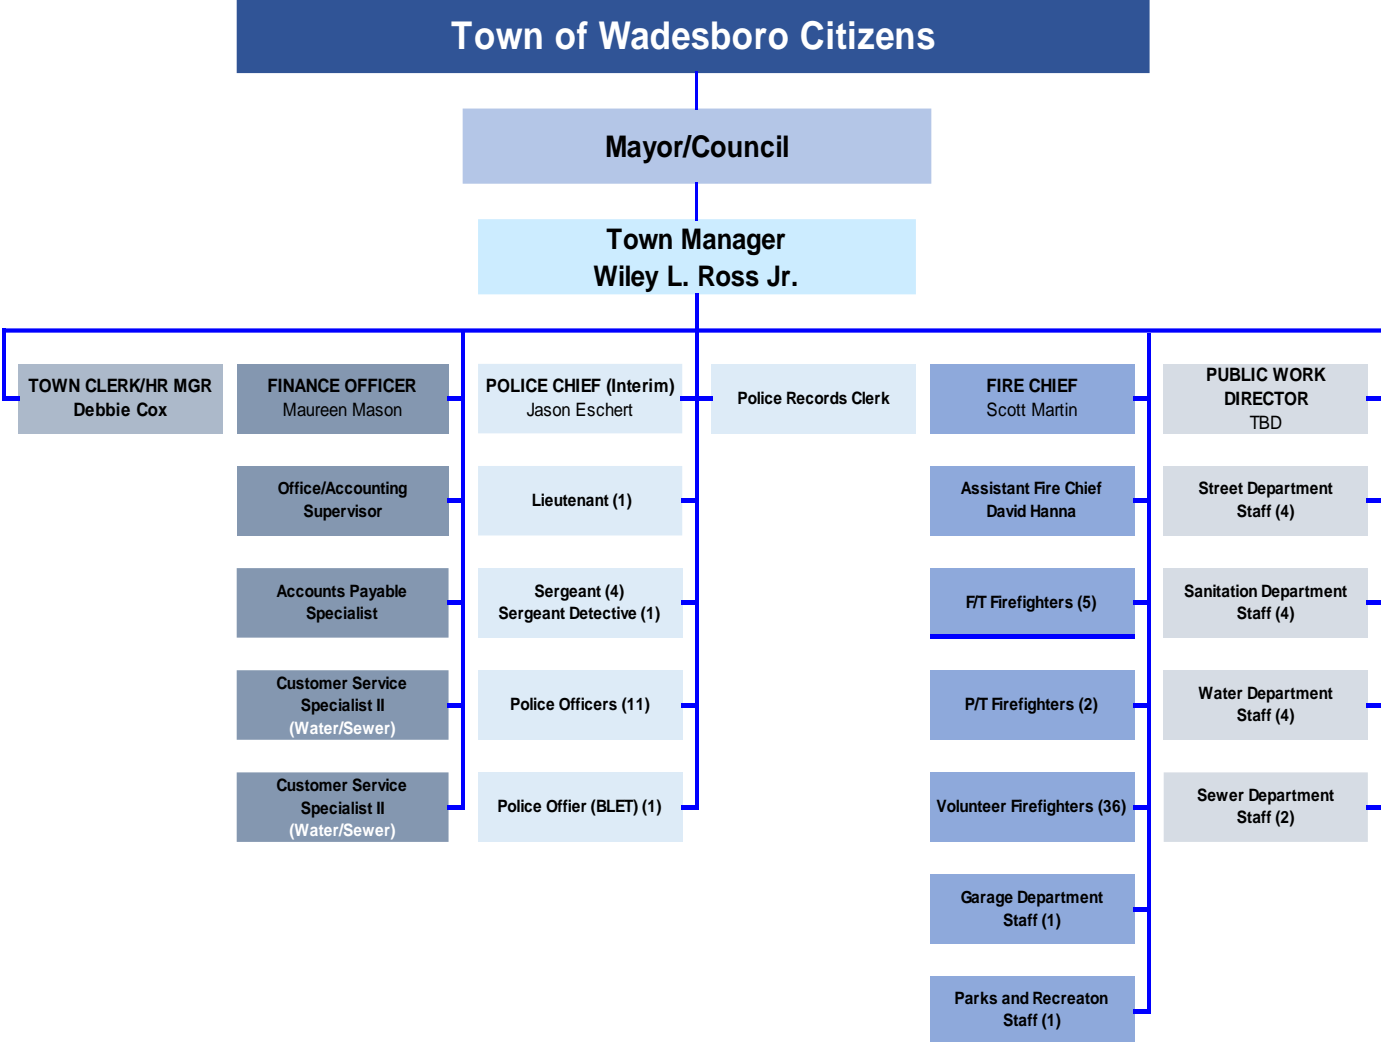 Town of Wadesboro Citizens
Mayor/Council
Town Manager
Wiley L. Ross Jr.
TOWN CLERK/HR MGR
Debbie Cox
FINANCE OFFICER
Maureen Mason
POLICE CHIEF (Interim)
Jason Eschert
Police Records Clerk
FIRE CHIEF
Scott Martin
PUBLIC WORK
DIRECTOR
TBD
Office/Accounting
Supervisor
Lieutenant (1)
Assistant Fire Chief
David Hanna
Street Department
Staff (4)
Accounts Payable
Specialist
Sergeant (4)
Sergeant Detective (1)
F/T Firefighters (5)
Sanitation Department
Staff (4)
Customer Service
Specialist II
(Water/Sewer)
Police Officers (11)
P/T Firefighters (2)
Water Department
Staff (4)
Customer Service
Specialist II
(Water/Sewer)
Police Offier (BLET) (1)
Volunteer Firefighters (36)
Sewer Department
Staff (2)
Garage Department
Staff (1)
Parks and Recreaton
Staff (1)